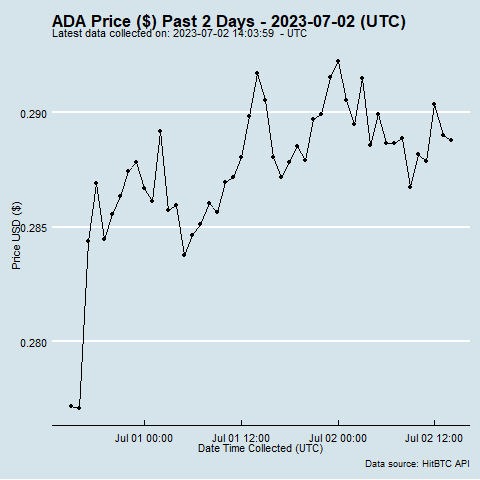 ADA Price ($) Past 2 Days - 2023-07-02 (UTC)
Latest data collected on: 2023-07-02 14:03:59  - UTC
Price USD ($)
0.290
0.285
0.280
Jul 01 00:00 Jul 01 12:00 Jul 02 00:00 Jul 02 12:00
Date Time Collected (UTC)
Data source: HitBTC API